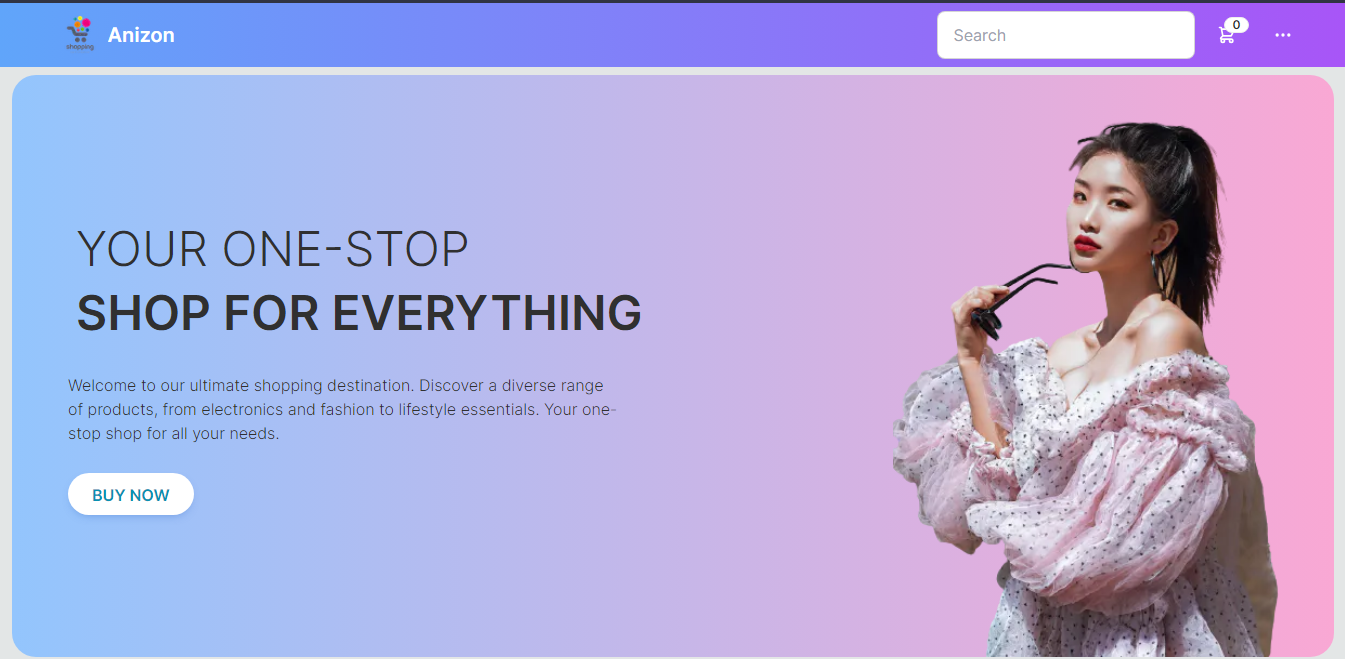 shopping
Anizon
Search
0
YOUR ONE-STOP
SHOP FOR EVERYTHING
Welcome to our ultimate shopping destination. Discover a diverse range
of products, from electronics and fashion to lifestyle essentials. Your one-
stop shop for all your needs.
BUY NOW